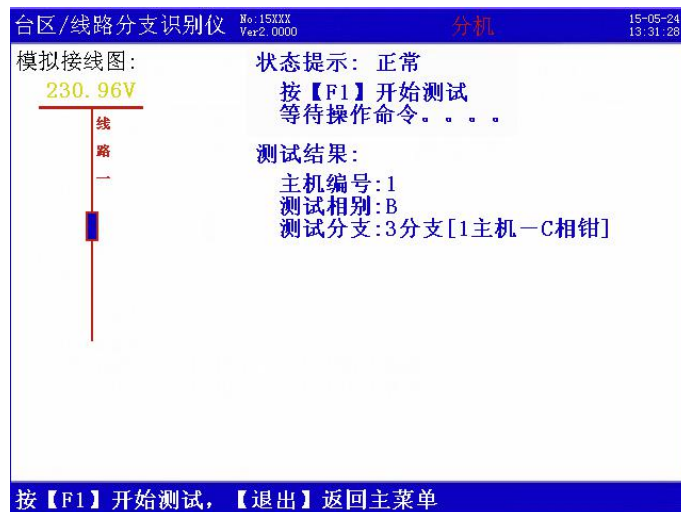 台区/线路分支识别仪 No:15XXX Ver2.0000 分机 15-05-24 13:31:28
模拟接线图:
230.96V
线路一
状态提示: 正常
按【F1】开始测试
等待操作命令。。。。
测试结果:
主机编号:1
测试相别:B
测试分支:3分支[1主机-C相钳]
按【F1】开始测试,【退出】返回主菜单